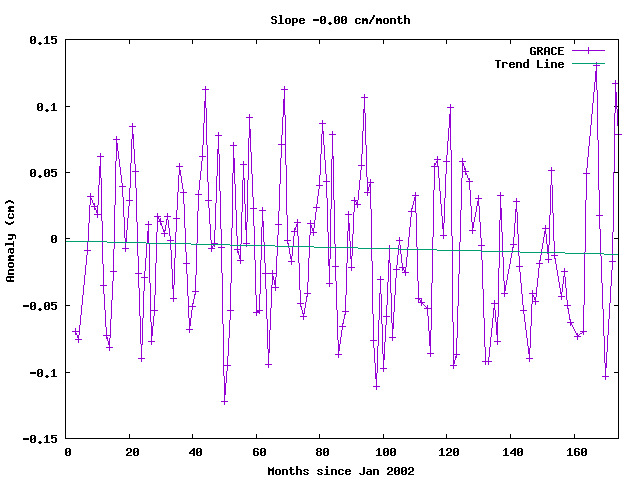 Slope -0.00 cm/month
0.15
GRACE
Trend Line
0.1
0.05
0
-0.05
-0.1
-0.15
Anomaly (cm)
0 20 40 60 80 100 120 140 160
Months since Jan 2002